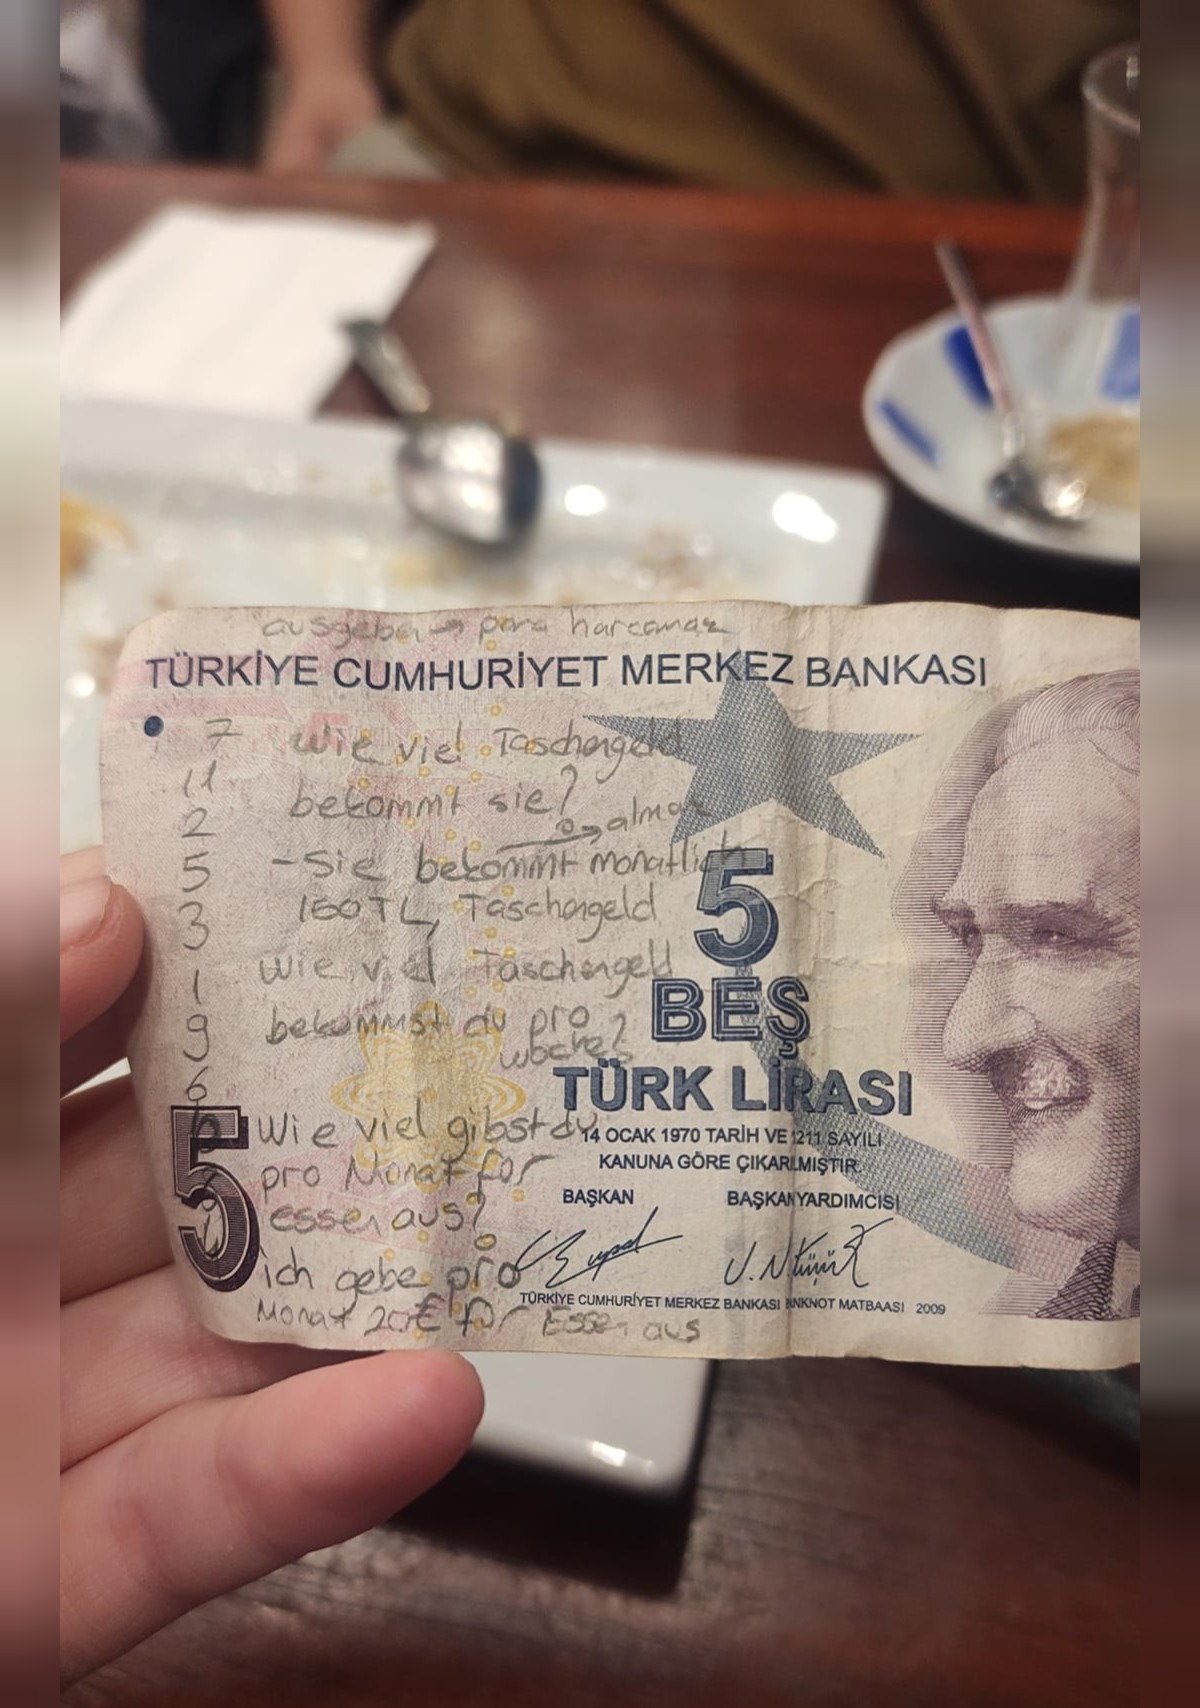 ausgeben → para harcamak
TÜRKİYE CUMHURİYET MERKEZ BANKASI
7
11
2
5
3
1
9
6
Wie viel Taschengeld
bekommt sie?
→ almak
- Sie bekommt monatlich
150 TL, Taschengeld
Wie viel Taschengeld
bekommst du pro
woche?
Wie viel gibst du
pro Monat für
essen aus?
ich gebe pro
Monat 20€ für Essen aus
5
BEŞ
TÜRK LİRASI
14 OCAK 1970 TARİH VE 1211 SAYILI
KANUNA GÖRE ÇIKARILMIŞTIR.
BAŞKAN BAŞKAN YARDIMCISI
TÜRKİYE CUMHURİYET MERKEZ BANKASI BANKNOT MATBAASI 2009
5